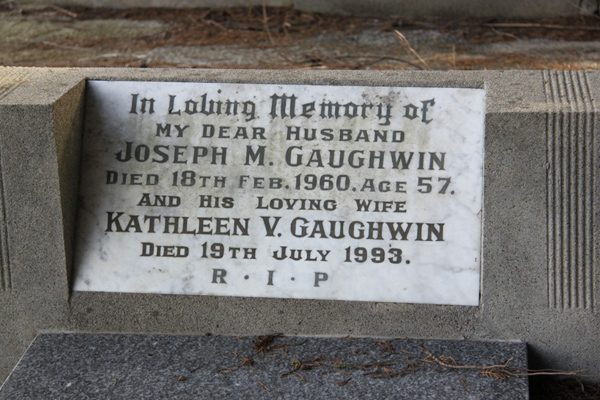 In Loving Memory of
MY DEAR HUSBAND
JOSEPH M. GAUGHWIN
DIED 18TH FEB. 1960. AGE 57.
AND HIS LOVING WIFE
KATHLEEN V. GAUGHWIN
DIED 19TH JULY 1993.
R · I · P